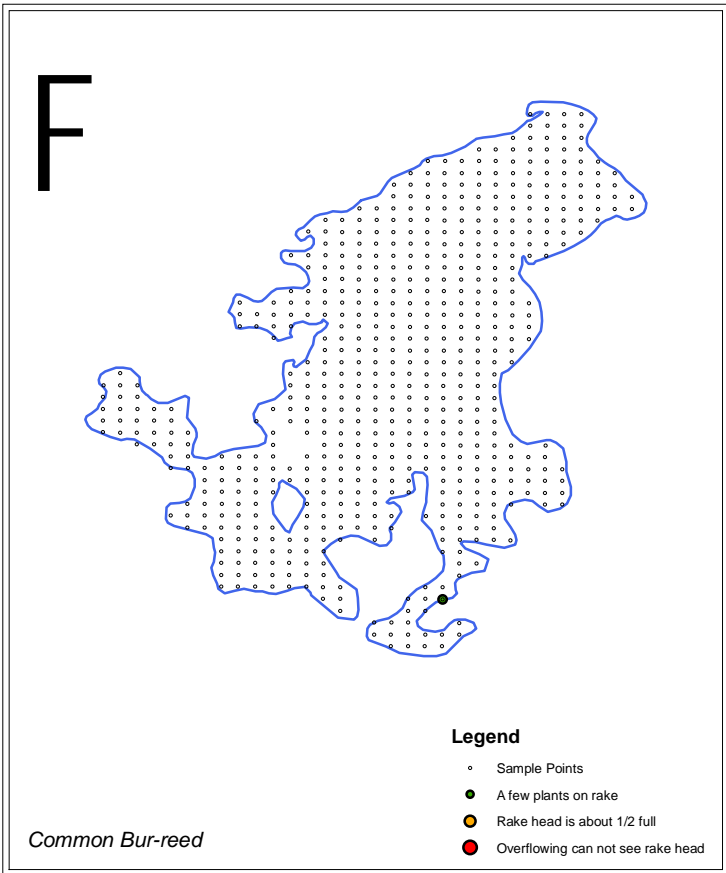 F
Legend
Sample Points
A few plants on rake
Rake head is about 1/2 full
Overflowing can not see rake head
Common Bur-reed